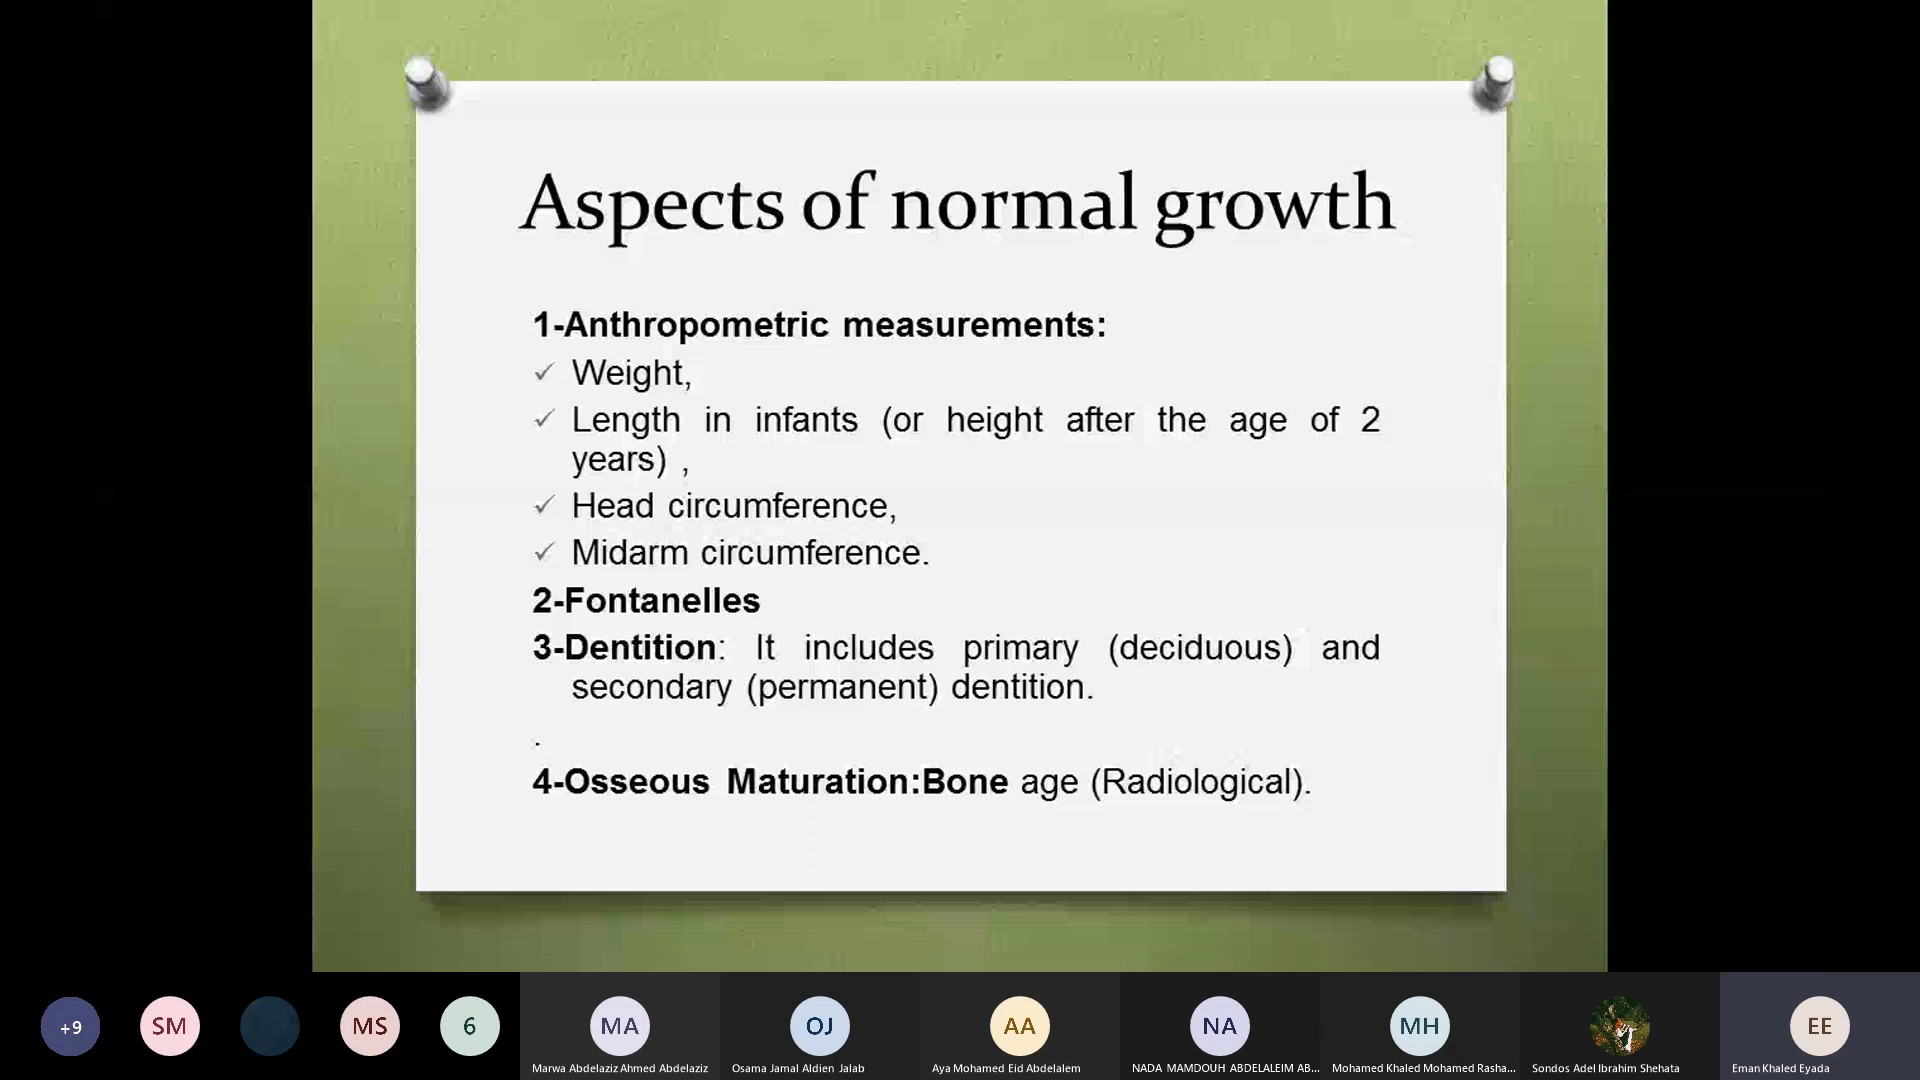 Aspects of normal growth
1-Anthropometric measurements:
✓ Weight,
✓ Length in infants (or height after the age of 2
years) ,
✓ Head circumference,
✓ Midarm circumference.
2-Fontanelles
3-Dentition: It includes primary (deciduous) and
secondary (permanent) dentition.
.
4-Osseous Maturation:Bone age (Radiological).
+9 SM MS 6 MA OJ AA NA MH EE
Marwa Abdelaziz Ahmed Abdelaziz Osama Jamal Aldien Jalab Aya Mohamed Eid Abdelalem NADA MAMDOUH ABDELALEIM AB... Mohamed Khaled Mohamed Rasha... Sondos Adel Ibrahim Shehata Eman Khaled Eyada